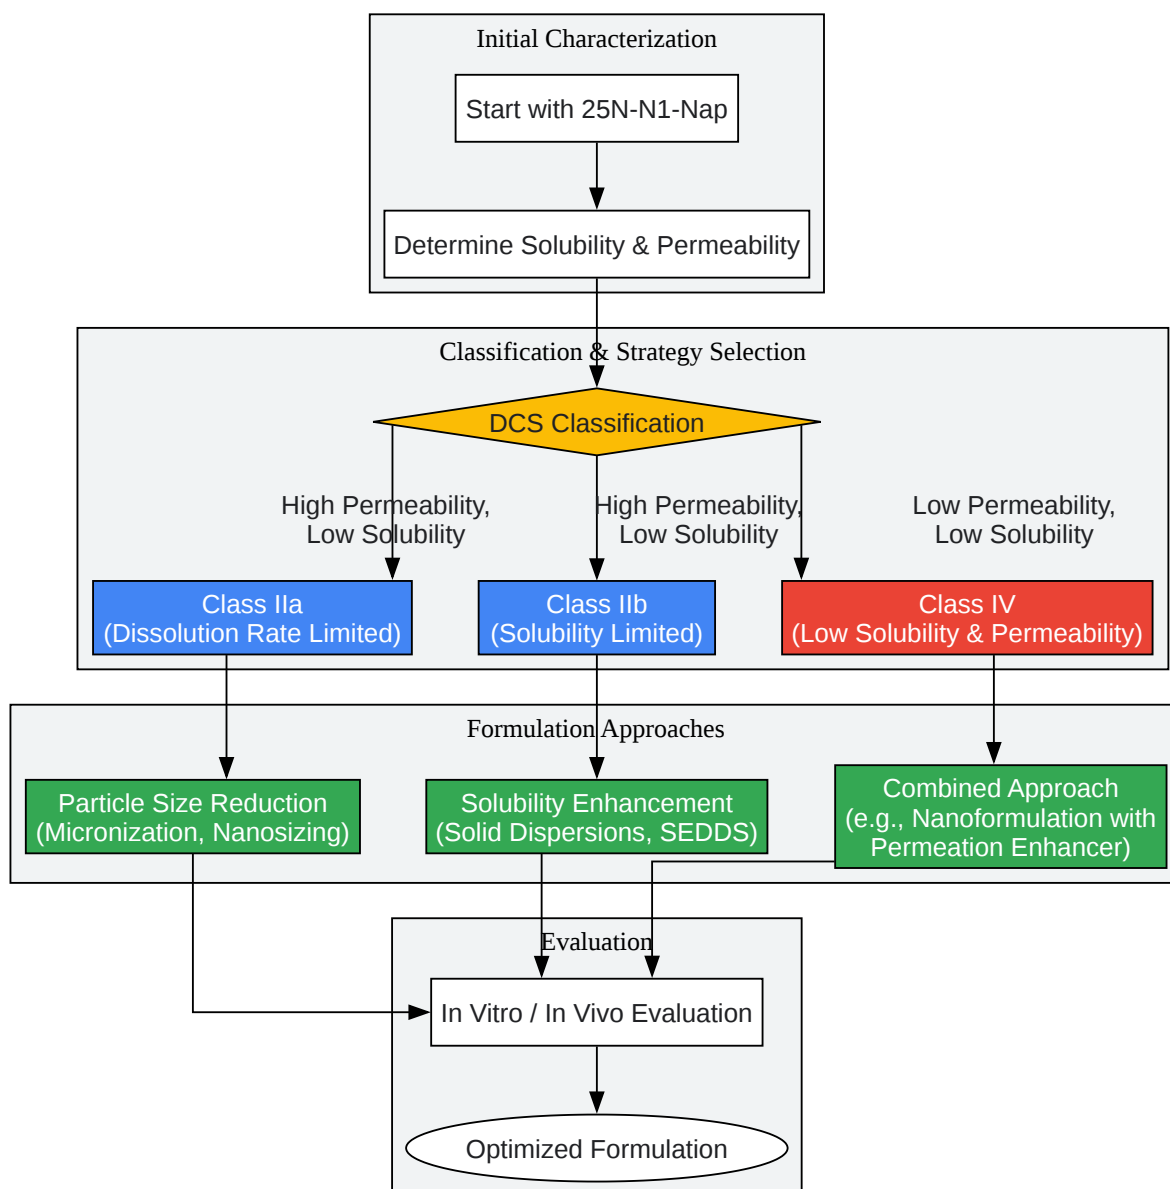 Initial Characterization
Start with 25N-N1-Nap
Determine Solubility & Permeability
Classification & Strategy Selection
DCS Classification
High Permeability,
Low Solubility
High Permeability,
Low Solubility
Low Permeability,
Low Solubility
Class IIa
(Dissolution Rate Limited)
Class IIb
(Solubility Limited)
Class IV
(Low Solubility & Permeability)
Formulation Approaches
Particle Size Reduction
(Micronization, Nanosizing)
Solubility Enhancement
(Solid Dispersions, SEDDS)
Combined Approach
(e.g., Nanoformulation with
Permeation Enhancer)
Evaluation
In Vitro / In Vivo Evaluation
Optimized Formulation